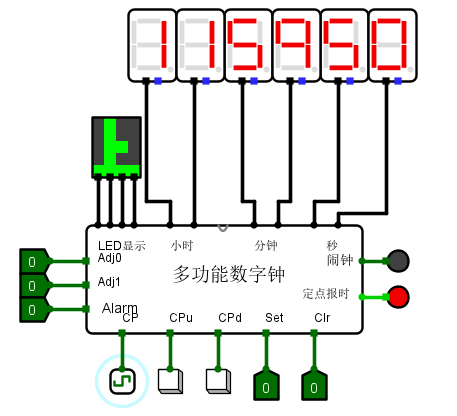 115950
LED显示 小时 分钟 秒
Adj0 闹钟
0
多功能数字钟
Adj1
0
定点报时
Alarm
0
CP CPu CPd Set Clr
0 0